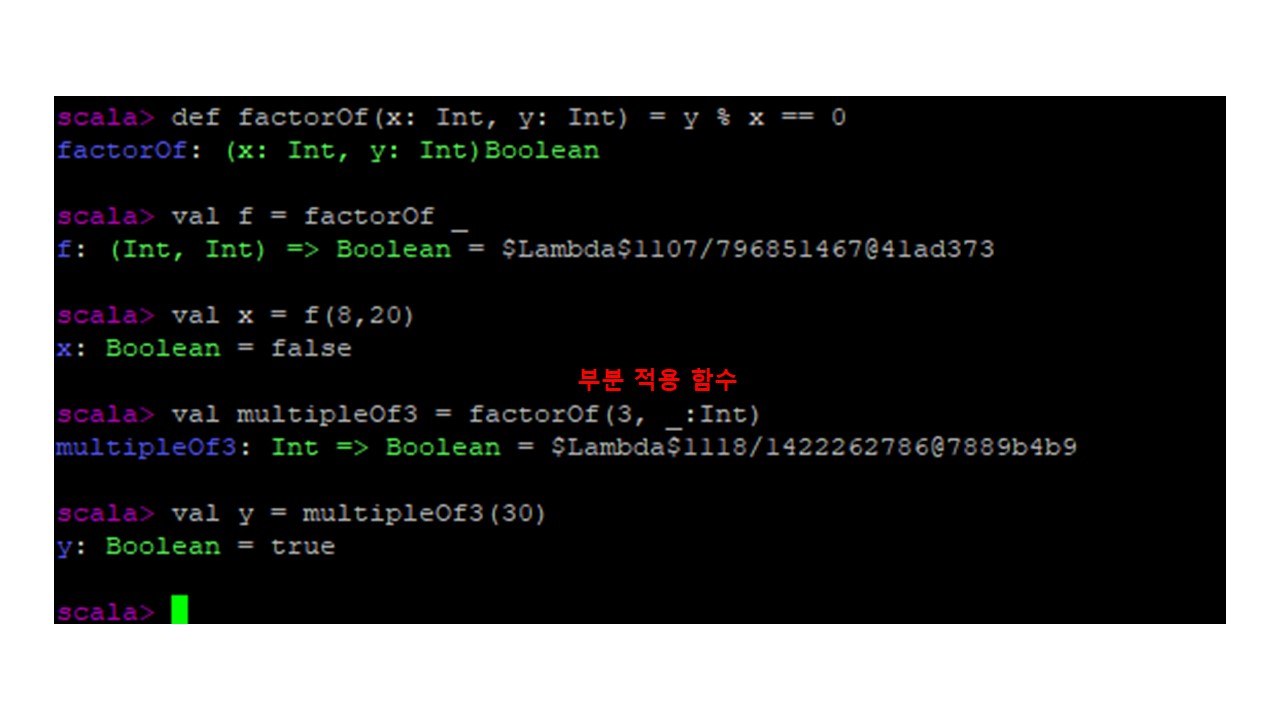 scala> def factorOf(x: Int, y: Int) = y % x == 0
factorOf: (x: Int, y: Int)Boolean
scala> val f = factorOf _
f: (Int, Int) => Boolean = $Lambda$1107/796851467@41ad373
scala> val x = f(8,20)
x: Boolean = false
부분 적용 함수
scala> val multipleOf3 = factorOf(3, _:Int)
multipleOf3: Int => Boolean = $Lambda$1118/1422262786@7889b4b9
scala> val y = multipleOf3(30)
y: Boolean = true
scala>